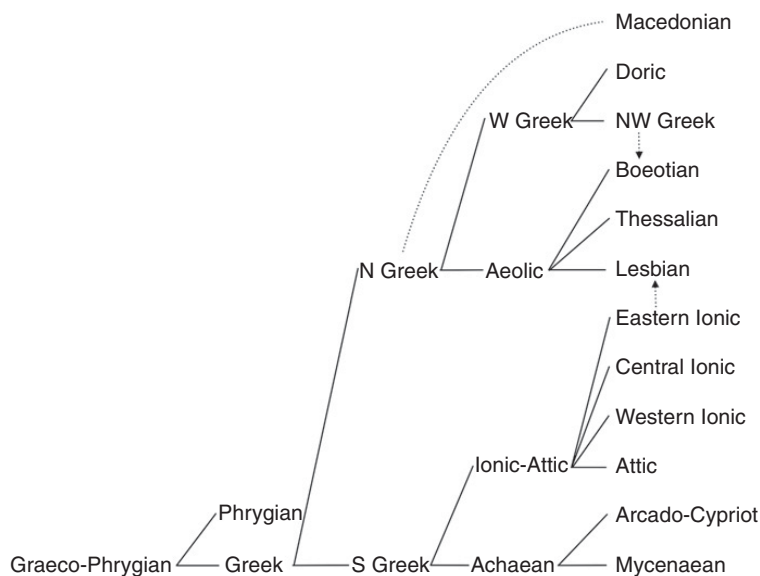 Macedonian
Doric
W Greek NW Greek
Boeotian
Thessalian
N Greek Aeolic Lesbian
Eastern Ionic
Central Ionic
Western Ionic
Ionic-Attic Attic
Phrygian Arcado-Cypriot
Graeco-Phrygian Greek S Greek Achaean Mycenaean